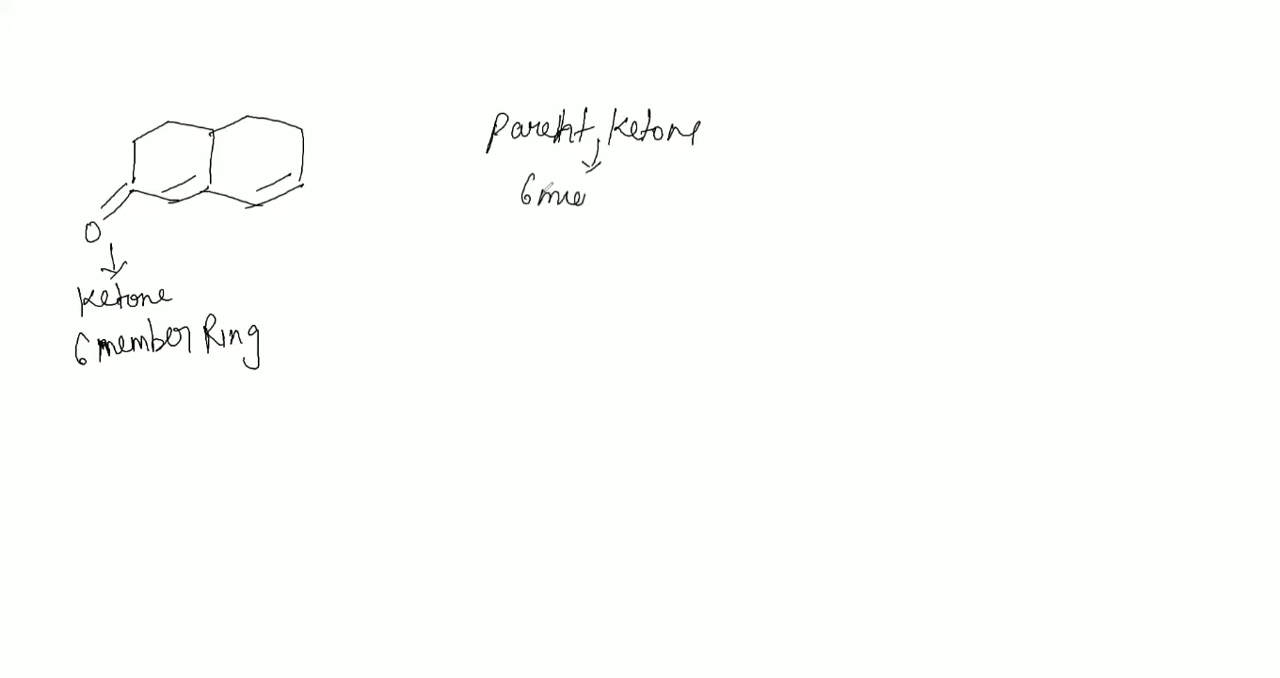 Parent, Ketone
6 me
O
Ketone
6 member Ring